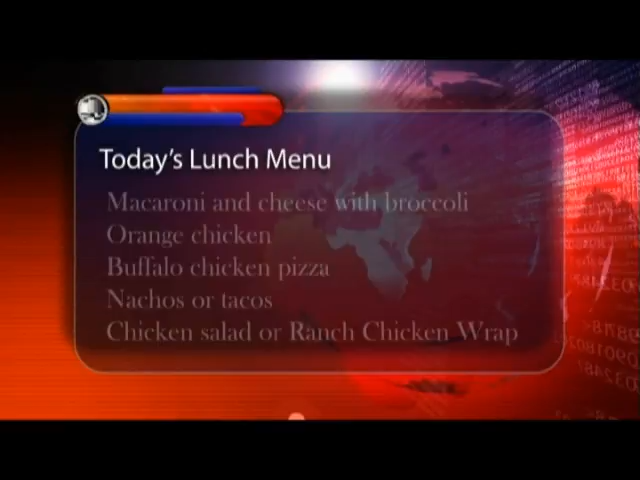 Today's Lunch Menu
Macaroni and cheese with broccoli
Orange chicken
Buffalo chicken pizza
Nachos or tacos
Chicken salad or Ranch Chicken Wrap